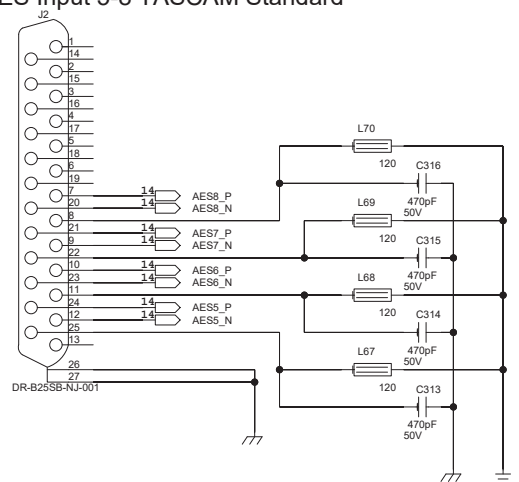 ES Input 5-8 TASCAM Standard
J2
1
14
2
15
3
16
4
17
5
18
6
19
7 14 AES8_P
20 14 AES8_N
8
21 14 AES7_P
9 14 AES7_N
22
10 14 AES6_P
23 14 AES6_N
11
24 14 AES5_P
12 14 AES5_N
25
13
26
27
DR-B25SB-NJ-001
L70
120
C316
470pF
50V
L69
120
C315
470pF
50V
L68
120
C314
470pF
50V
L67
120
C313
470pF
50V